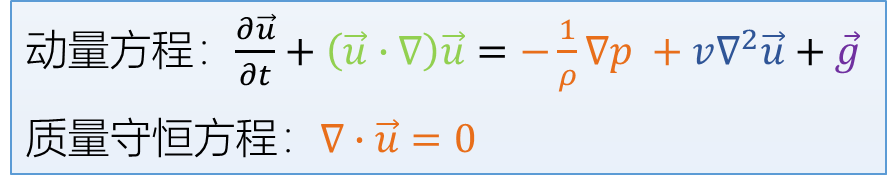 动量方程：∂u⃗/∂t + (u⃗ · ∇)u⃗ = −1/ρ ∇p + ν∇²u⃗ + g⃗
质量守恒方程：∇ · u⃗ = 0